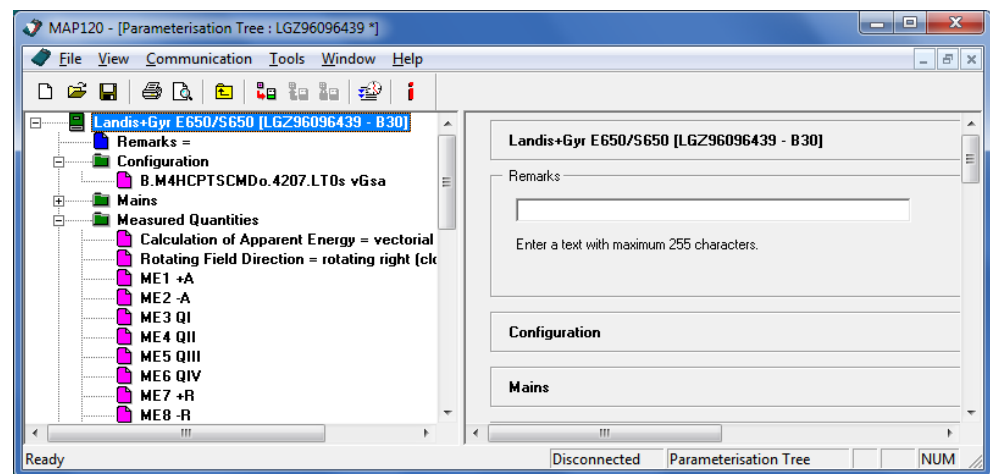 MAP120 - [Parameterisation Tree : LGZ96096439 *]
File View Communication Tools Window Help
Landis+Gyr E650/S650 [LGZ96096439 - B30]
Remarks =
Configuration
B.M4HCPTSCMDo.4207.LT0s vGsa
Mains
Measured Quantities
Calculation of Apparent Energy = vectorial
Rotating Field Direction = rotating right (clo
ME1 +A
ME2 -A
ME3 QI
ME4 QII
ME5 QIII
ME6 QIV
ME7 +R
ME8 -R
Landis+Gyr E650/S650 [LGZ96096439 - B30]
Remarks
Enter a text with maximum 255 characters.
Configuration
Mains
Ready Disconnected Parameterisation Tree NUM